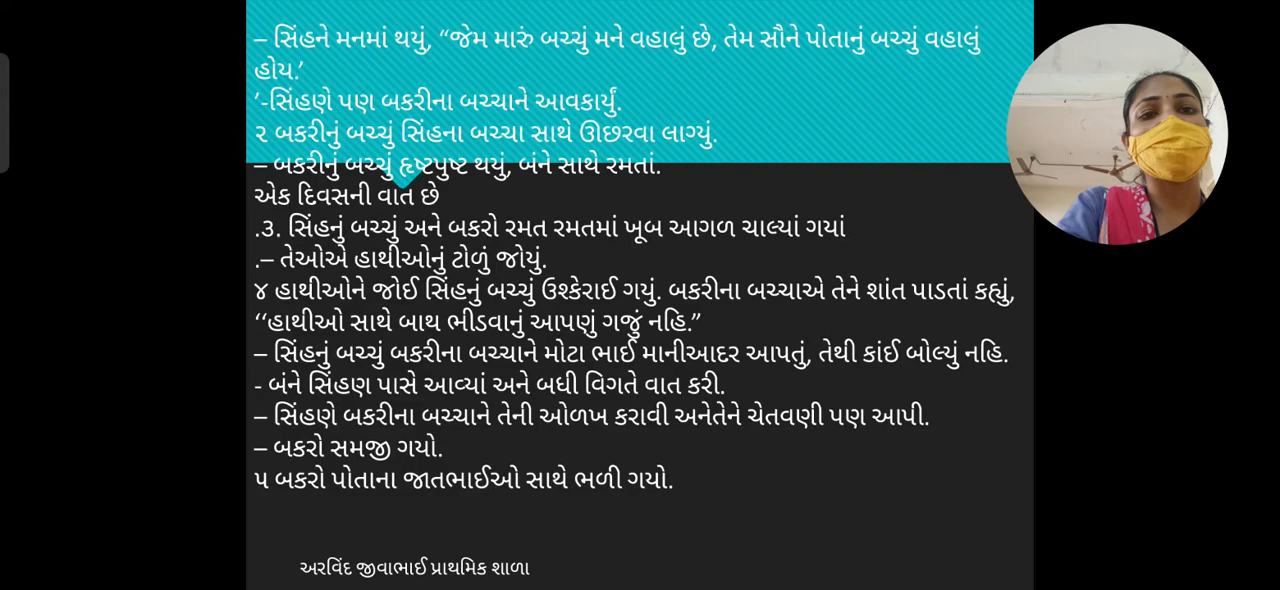 – સિંહને મનમાં થયું, “જેમ મારું બચ્ચું મને વહાલું છે, તેમ સૌને પોતાનું બચ્ચું વહાલું
હોય.’
’-સિંહણે પણ બકરીના બચ્ચાને આવકાર્યું.
૨ બકરીનું બચ્ચું સિંહના બચ્ચા સાથે ઊછરવા લાગ્યું.
– બકરીનું બચ્ચું હૃષ્ટપુષ્ટ થયું, બંને સાથે રમતાં.
એક દિવસની વાત છે
.૩. સિંહનું બચ્ચું અને બકરો રમત રમતમાં ખૂબ આગળ ચાલ્યાં ગયાં
.– તેઓએ હાથીઓનું ટોળું જોયું.
૪ હાથીઓને જોઈ સિંહનું બચ્ચું ઉશ્કેરાઈ ગયું. બકરીના બચ્ચાએ તેને શાંત પાડતાં કહ્યું,
‘‘હાથીઓ સાથે બાથ ભીડવાનું આપણું ગજું નહિ.”
– સિંહનું બચ્ચું બકરીના બચ્ચાને મોટા ભાઈ માનીઆદર આપતું, તેથી કાંઈ બોલ્યું નહિ.
- બંને સિંહણ પાસે આવ્યાં અને બધી વિગતે વાત કરી.
– સિંહણે બકરીના બચ્ચાને તેની ઓળખ કરાવી અનેતેને ચેતવણી પણ આપી.
– બકરો સમજી ગયો.
૫ બકરો પોતાના જાતભાઈઓ સાથે ભળી ગયો.
અરવિંદ જીવાભાઈ પ્રાથમિક શાળા